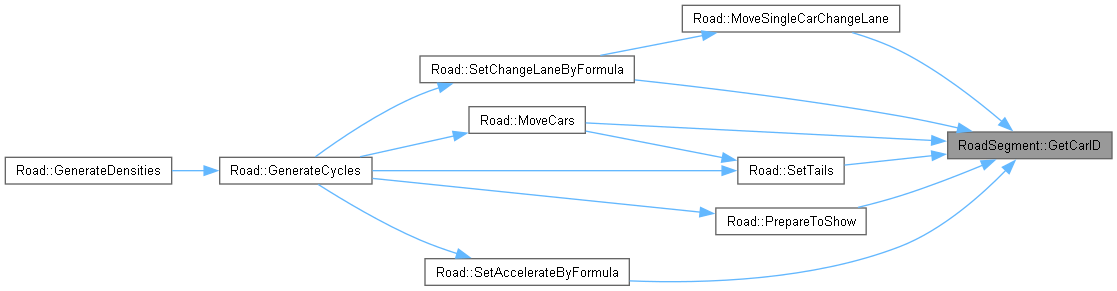 Road::MoveSingleCarChangeLane
Road::SetChangeLaneByFormula
Road::MoveCars
RoadSegment::GetCarID
Road::GenerateDensities
Road::GenerateCycles
Road::SetTails
Road::PrepareToShow
Road::SetAccelerateByFormula